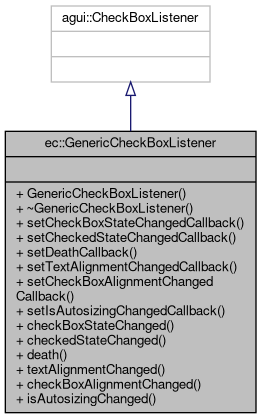 agui::CheckBoxListener
ec::GenericCheckBoxListener
+ GenericCheckBoxListener()
+ ~GenericCheckBoxListener()
+ setCheckBoxStateChangedCallback()
+ setCheckedStateChangedCallback()
+ setDeathCallback()
+ setTextAlignmentChangedCallback()
+ setCheckBoxAlignmentChanged
Callback()
+ setIsAutosizingChangedCallback()
+ checkBoxStateChanged()
+ checkedStateChanged()
+ death()
+ textAlignmentChanged()
+ checkBoxAlignmentChanged()
+ isAutosizingChanged()